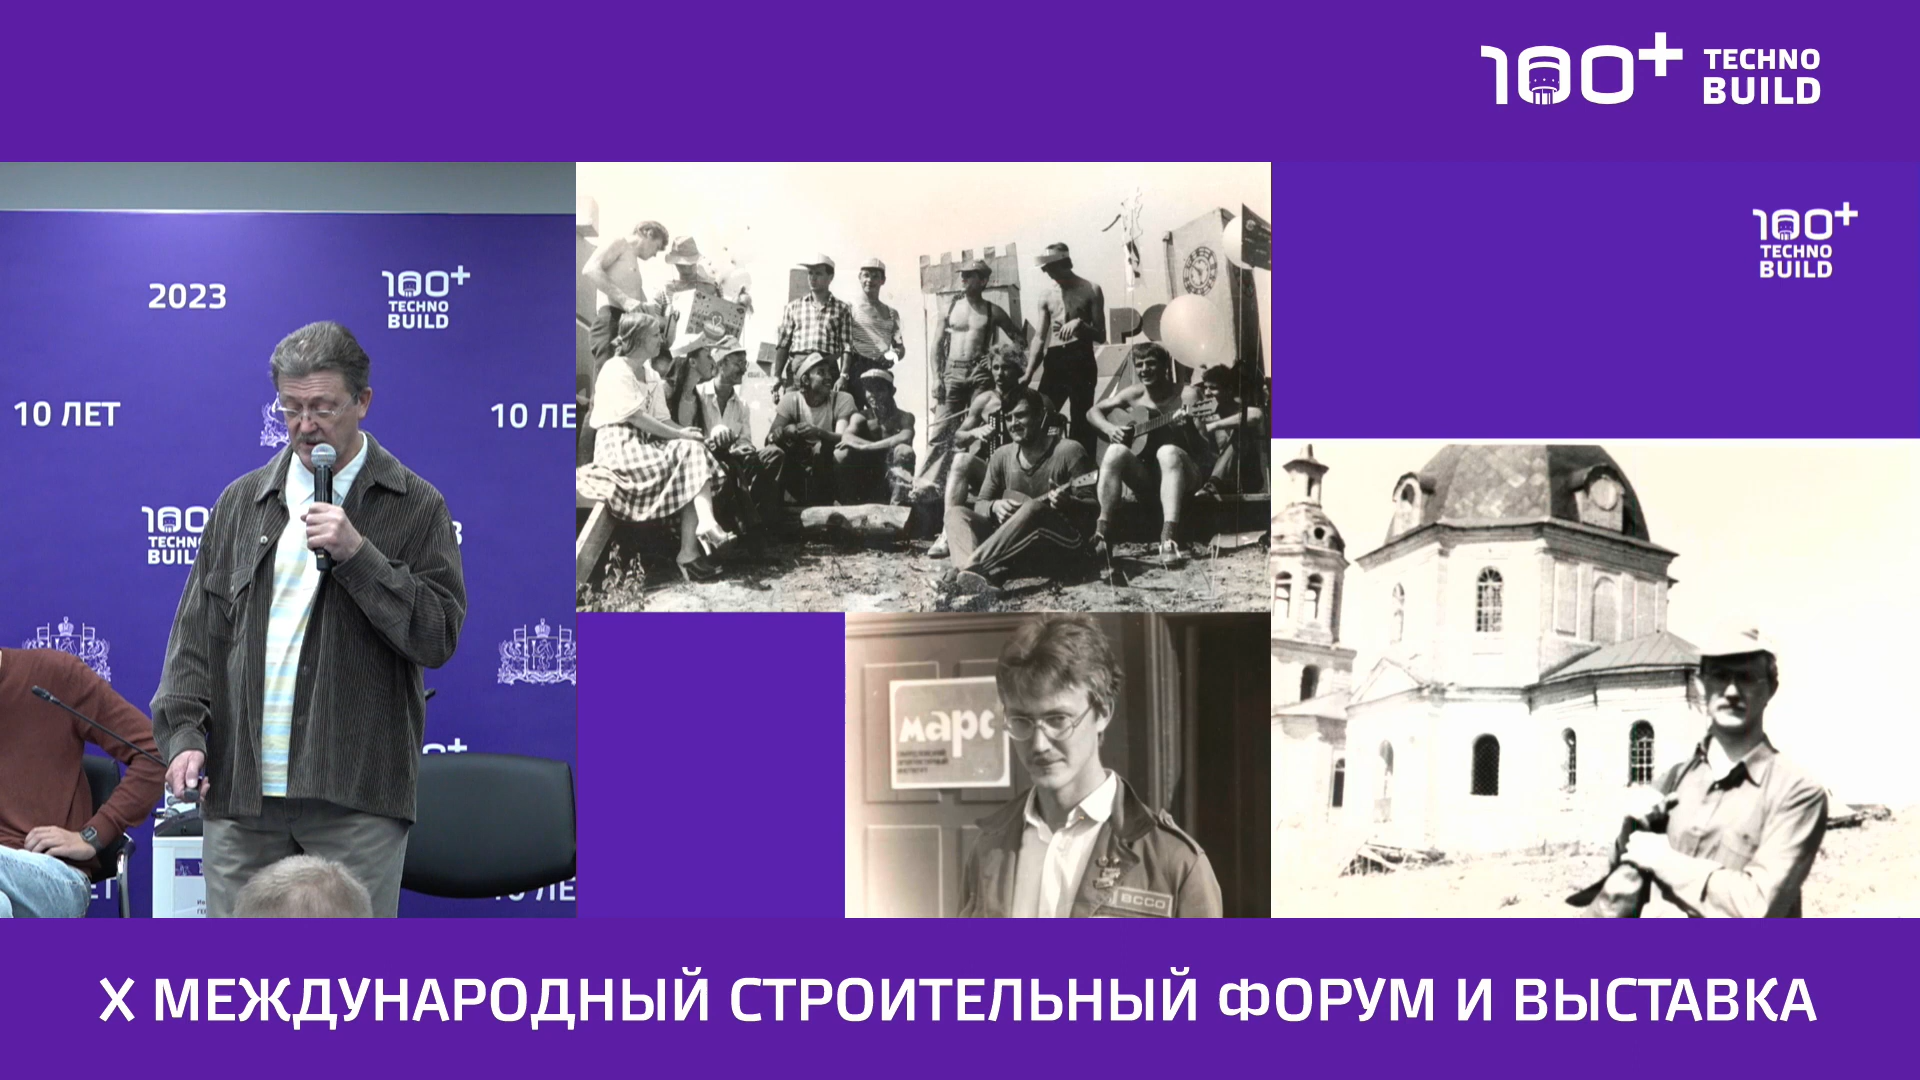 100+ TECHNO
BUILD
100+
TECHNO
BUILD
2023
100+
TECHNO
BUILD
10 ЛЕТ
10 ЛЕ
100
TECHN
BUIL
марс
ВССО
Х МЕЖДУНАРОДНЫЙ СТРОИТЕЛЬНЫЙ ФОРУМ И ВЫСТАВКА